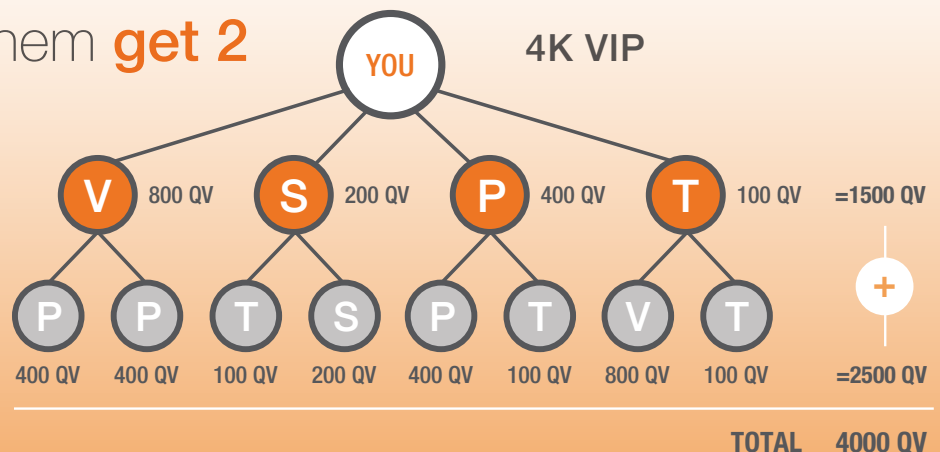 get 2
4K VIP
YOU
V 800 QV S 200 QV P 400 QV T 100 QV =1500 QV
+
P P T S P T V T
400 QV 400 QV 100 QV 200 QV 400 QV 100 QV 800 QV 100 QV =2500 QV
TOTAL 4000 QV